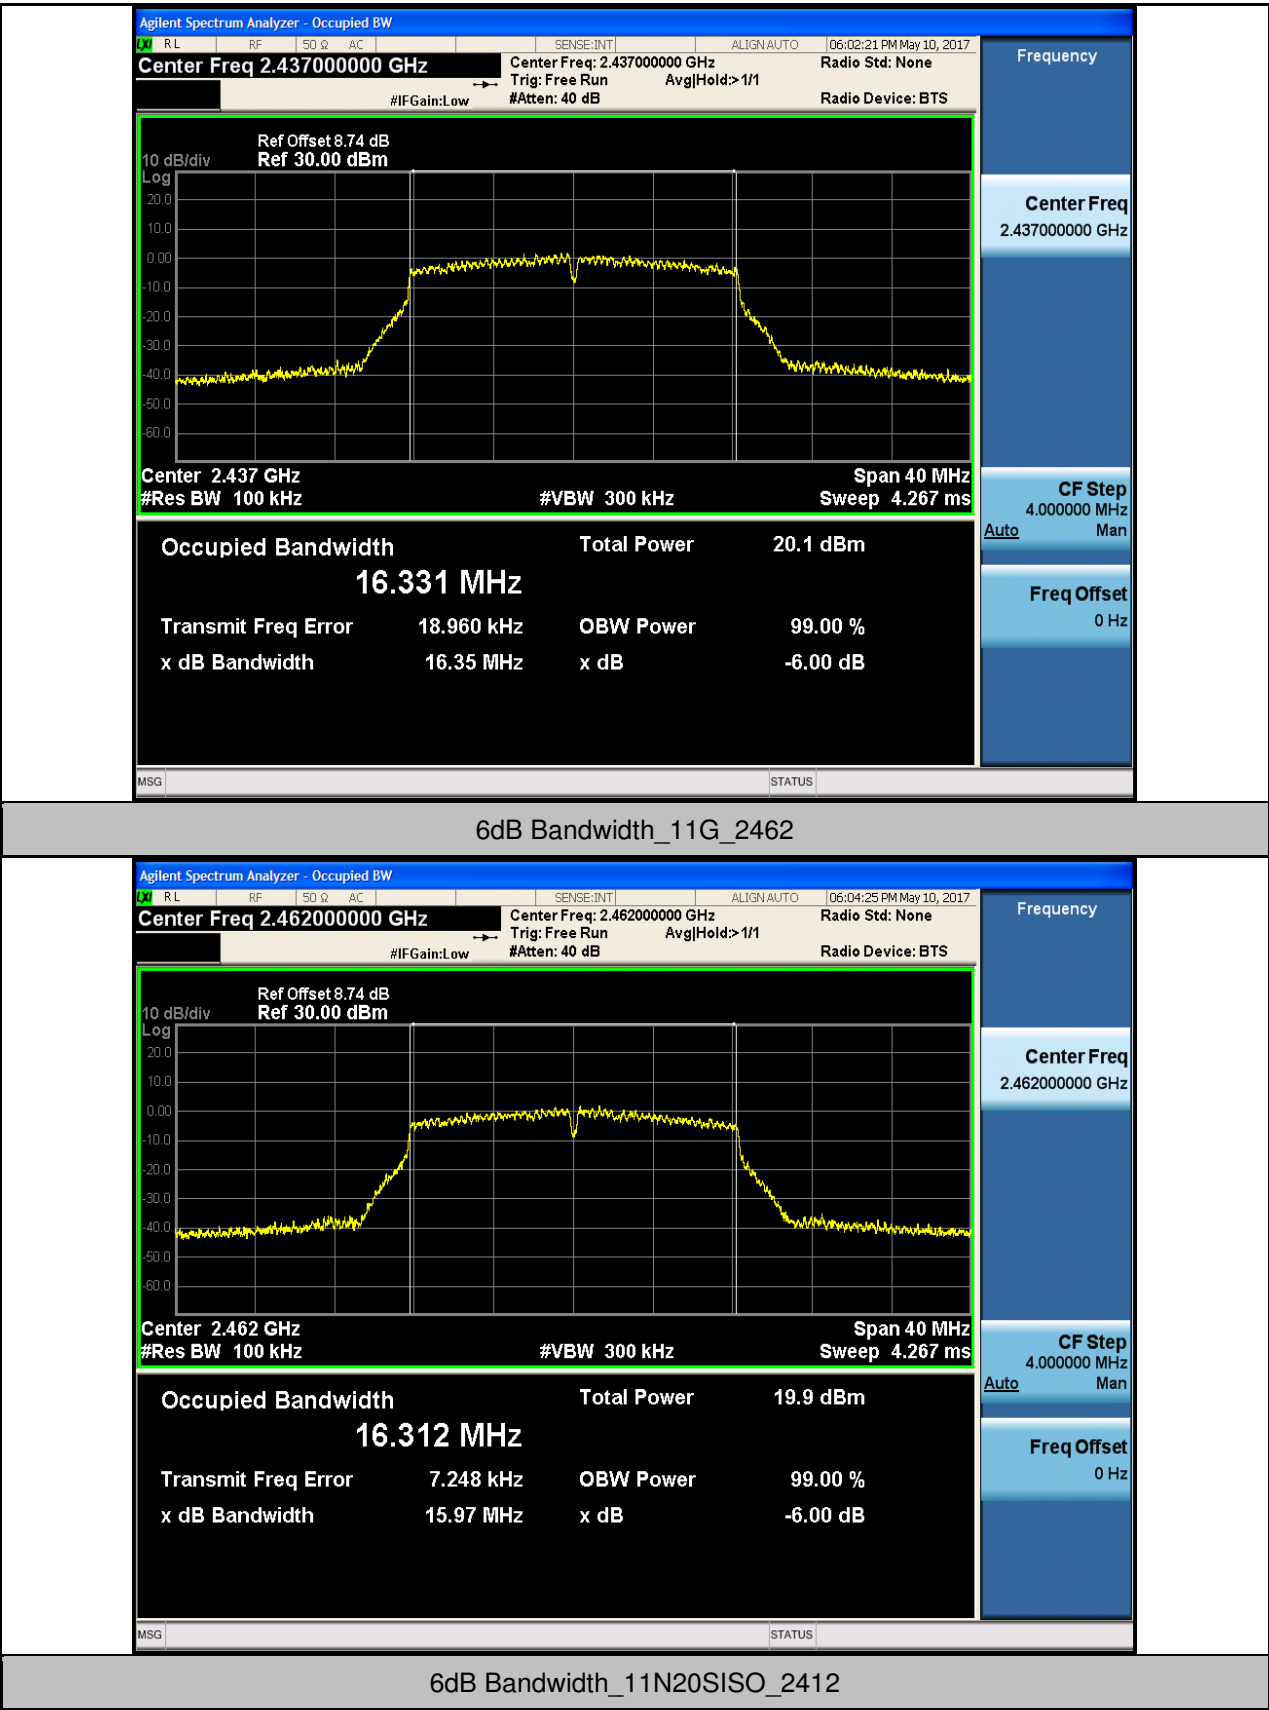 Agilent Spectrum Analyzer - Occupied BW
LXI RL RF 50 Ω AC SENSE:INT ALIGN AUTO 06:02:21 PM May 10, 2017
Center Freq 2.437000000 GHz
Center Freq: 2.437000000 GHz
Radio Std: None
Trig: Free Run Avg|Hold:>1/1
#IFGain:Low #Atten: 40 dB Radio Device: BTS
Frequency
Ref Offset 8.74 dB
10 dB/div Ref 30.00 dBm
Log
20.0
10.0
0.00
-10.0
-20.0
-30.0
-40.0
-50.0
-60.0
Center 2.437 GHz Span 40 MHz
#Res BW 100 kHz #VBW 300 kHz Sweep 4.267 ms
Center Freq
2.437000000 GHz
CF Step
4.000000 MHz
Auto Man
Freq Offset
0 Hz
Occupied Bandwidth Total Power 20.1 dBm
16.331 MHz
Transmit Freq Error 18.960 kHz OBW Power 99.00 %
x dB Bandwidth 16.35 MHz x dB -6.00 dB
MSG STATUS
6dB Bandwidth_11G_2462
Agilent Spectrum Analyzer - Occupied BW
LXI RL RF 50 Ω AC SENSE:INT ALIGN AUTO 06:04:25 PM May 10, 2017
Center Freq 2.462000000 GHz
Center Freq: 2.462000000 GHz
Radio Std: None
Trig: Free Run Avg|Hold:>1/1
#IFGain:Low #Atten: 40 dB Radio Device: BTS
Frequency
Ref Offset 8.74 dB
10 dB/div Ref 30.00 dBm
Log
20.0
10.0
0.00
-10.0
-20.0
-30.0
-40.0
-50.0
-60.0
Center 2.462 GHz Span 40 MHz
#Res BW 100 kHz #VBW 300 kHz Sweep 4.267 ms
Center Freq
2.462000000 GHz
CF Step
4.000000 MHz
Auto Man
Freq Offset
0 Hz
Occupied Bandwidth Total Power 19.9 dBm
16.312 MHz
Transmit Freq Error 7.248 kHz OBW Power 99.00 %
x dB Bandwidth 15.97 MHz x dB -6.00 dB
MSG STATUS
6dB Bandwidth_11N20SISO_2412